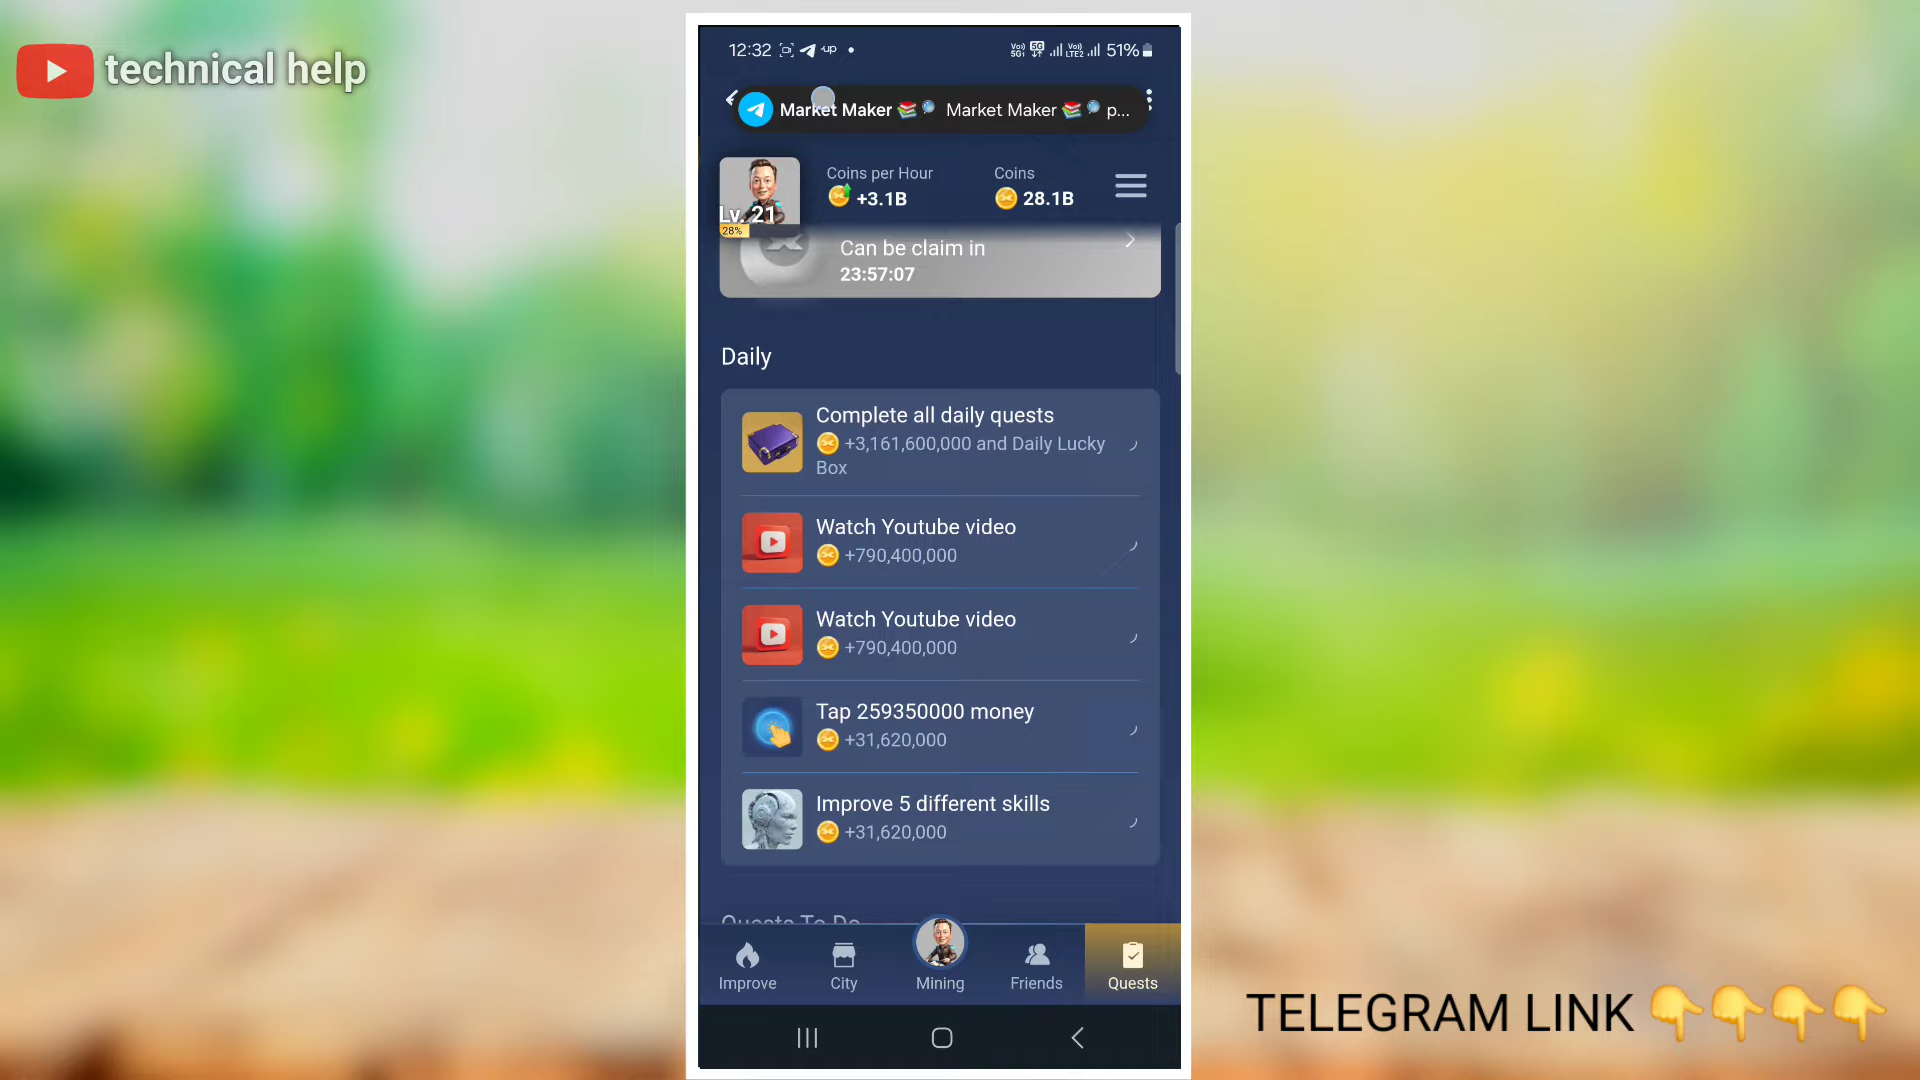 technical help
12:32
51%
Market Maker Market Maker p...
Coins per Hour
+3.1B
Coins
28.1B
Lv. 21
28%
Can be claim in
23:57:07
Daily
Complete all daily quests
+3,161,600,000 and Daily Lucky
Box
Watch Youtube video
+790,400,000
Watch Youtube video
+790,400,000
Tap 259350000 money
+31,620,000
Improve 5 different skills
+31,620,000
Quests To Do
Improve
City
Mining
Friends
Quests
TELEGRAM LINK